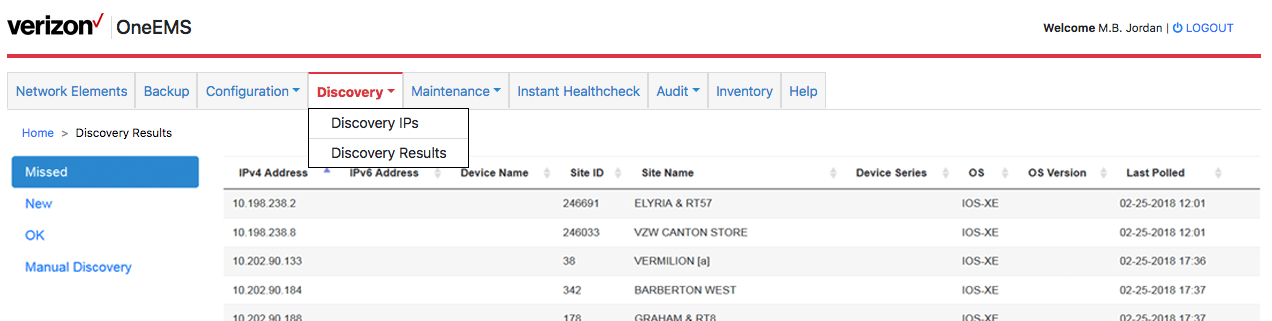 verizon✓ | OneEMS
Welcome M.B. Jordan | LOGOUT
Network Elements Backup Configuration Discovery Maintenance Instant Healthcheck Audit Inventory Help
Discovery IPs
Discovery Results
Home > Discovery Results
Missed
New
OK
Manual Discovery
IPv4 Address IPv6 Address Device Name Site ID Site Name Device Series OS OS Version Last Polled
10.198.238.2 246691 ELYRIA & RT57 IOS-XE 02-25-2018 12:01
10.198.238.8 246033 VZW CANTON STORE IOS-XE 02-25-2018 12:01
10.202.90.133 38 VERMILION [a] IOS-XE 02-25-2018 17:36
10.202.90.184 342 BARBERTON WEST IOS-XE 02-25-2018 17:37
10.202.90.188 178 GRAHAM & RT8 IOS-XE 02-25-2018 17:37